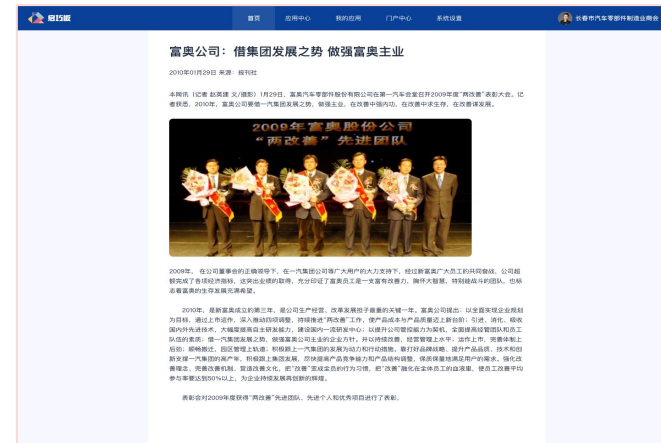 启巧版 首页 应用中心 我的应用 门户中心 系统设置 长春市汽车零部件制造业商会
富奥公司：借集团发展之势 做强富奥主业
2010年01月29日 来源：报刊社
本网讯（记者 赵英建 文/摄影）1月29日，富奥汽车零部件股份有限公司在第一汽车会堂召开2009年度“两改善”表彰大会。记
者获悉，2010年，富奥公司要借一汽集团发展之势，做强主业，在改善中强内功，在改善中求生存，在改善谋发展。
2009年富奥股份公司
“两改善”先进团队
2009年， 在公司董事会的正确领导下，在一汽集团公司等广大用户的大力支持下，经过新富奥广大员工的共同奋战，公司超
额完成了各项经济指标，这突出业绩的取得，充分印证了富奥员工是一支富有改善力，胸怀大智慧，特别能战斗的团队，也标
志着富奥的生存发展充满希望。
2010年，是新富奥成立的第三年，是公司生产经营、改革发展担子最重的关键一年。富奥公司提出：以全面实现企业规划
为目标，通过上市运作，深入推动四项调整，持续推进“两改善”工作，使产品成本与产品质量迈上新台阶；引进、消化、吸收
国内外先进技术，大幅度提高自主研发能力，建设国内一流研发中心；以提升公司管控能力为契机，全面提高经管团队和员工
队伍的素质；借一汽集团发展之势，做强富奥公司主业的企业方针，并以持续改善，经营管理上水平；运作上市，完善体制上
后劲；顺畅搬迁，园区管理上轨道；积极跟上一汽集团的发展为动力和行动措施，靠打好品牌战略、提升产品品质、技术和创
新支撑一汽集团的高产年，积极跟上集团发展，尽快提高产品竞争能力和产品结构调整，保质保量地满足用户的需求。强化改
善理念，完善改善机制，营造改善文化，把“改善”变成全员的行为习惯，把“改善”融化在全体员工的血液里，使员工改善平均
参与率要达到50%以上，为企业持续发展再创新的辉煌。
表彰会对2009年度获得“两改善”先进团队、先进个人和优秀项目进行了表彰。